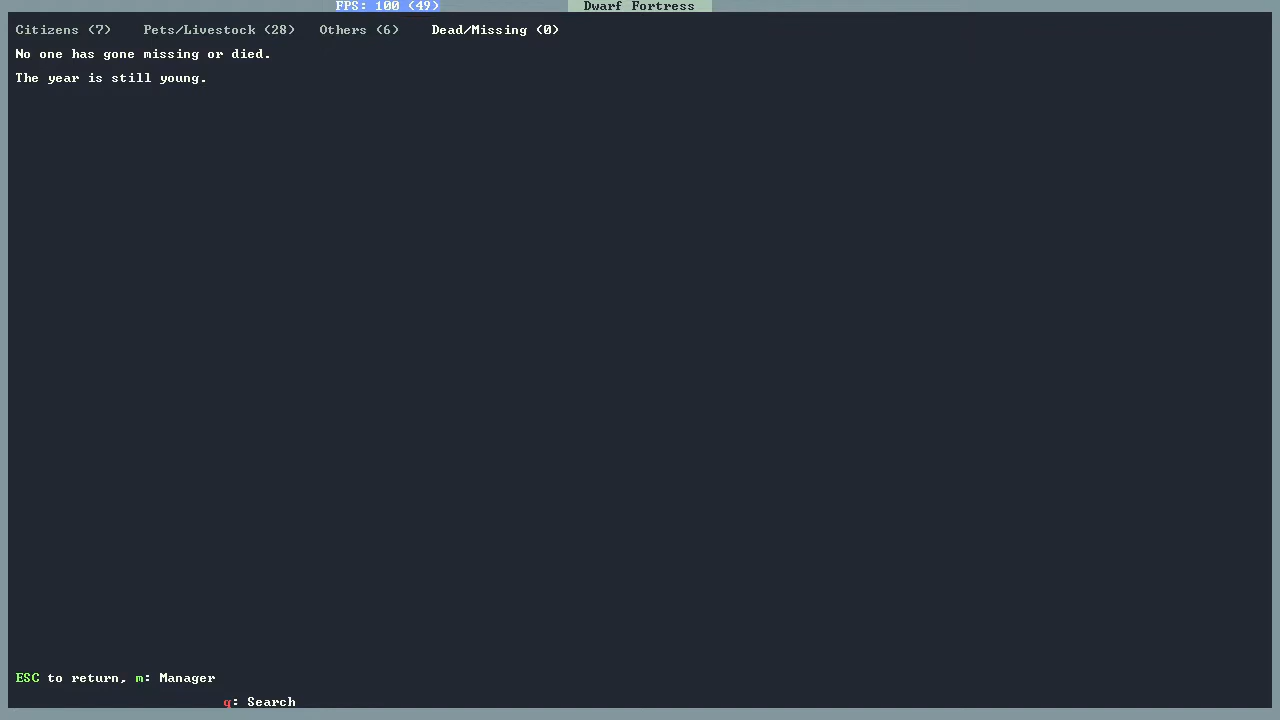 FPS: 100 (49) Dwarf Fortress
Citizens (7) Pets/Livestock (28) Others (6) Dead/Missing (0)
No one has gone missing or died.
The year is still young.
ESC to return, m: Manager
q: Search